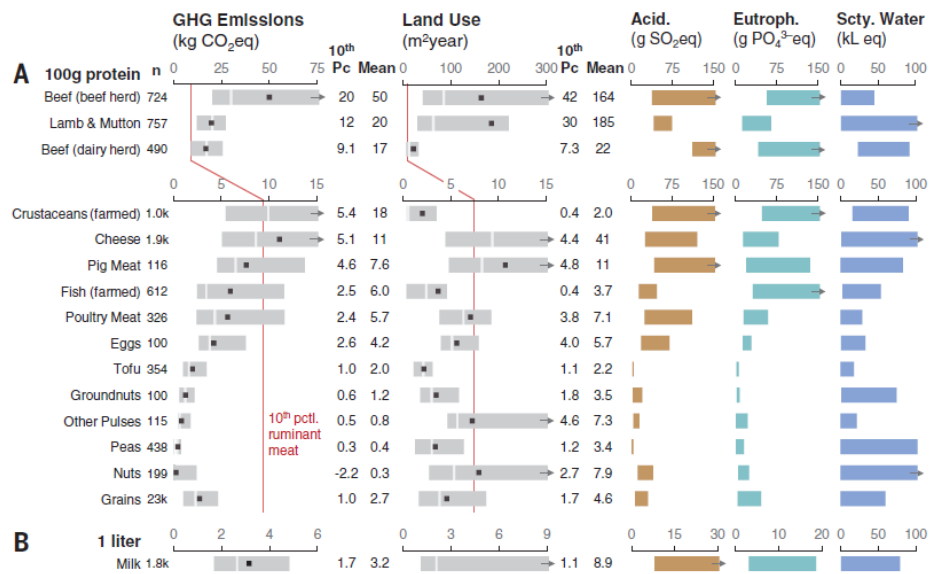 GHG Emissions Land Use Acid. Eutroph. Scty. Water
(kg CO₂eq) (m²year) (g SO₂eq) (g PO₄³⁻eq) (kL eq)
10th 10th
A 100g protein n 0 25 50 75 Pc Mean 0 100 200 300 Pc Mean 0 75 150 0 75 150 0 50 100
Beef (beef herd) 724 20 50 42 164
Lamb & Mutton 757 12 20 30 185
Beef (dairy herd) 490 9.1 17 7.3 22
0 5 10 15 0 5 10 15 0 75 150 0 75 150 0 50 100
Crustaceans (farmed) 1.0k 5.4 18 0.4 2.0
Cheese 1.9k 5.1 11 4.4 41
Pig Meat 116 4.6 7.6 4.8 11
Fish (farmed) 612 2.5 6.0 0.4 3.7
Poultry Meat 326 2.4 5.7 3.8 7.1
Eggs 100 2.6 4.2 4.0 5.7
Tofu 354 1.0 2.0 1.1 2.2
Groundnuts 100 0.6 1.2 1.8 3.5
Other Pulses 115 10th pctl. 0.5 0.8 4.6 7.3
ruminant
Peas 438 meat 0.3 0.4 1.2 3.4
Nuts 199 -2.2 0.3 2.7 7.9
Grains 23k 1.0 2.7 1.7 4.6
B 1 liter 0 2 4 6 0 3 6 9 0 15 30 0 10 20 0 50 100
Milk 1.8k 1.7 3.2 1.1 8.9